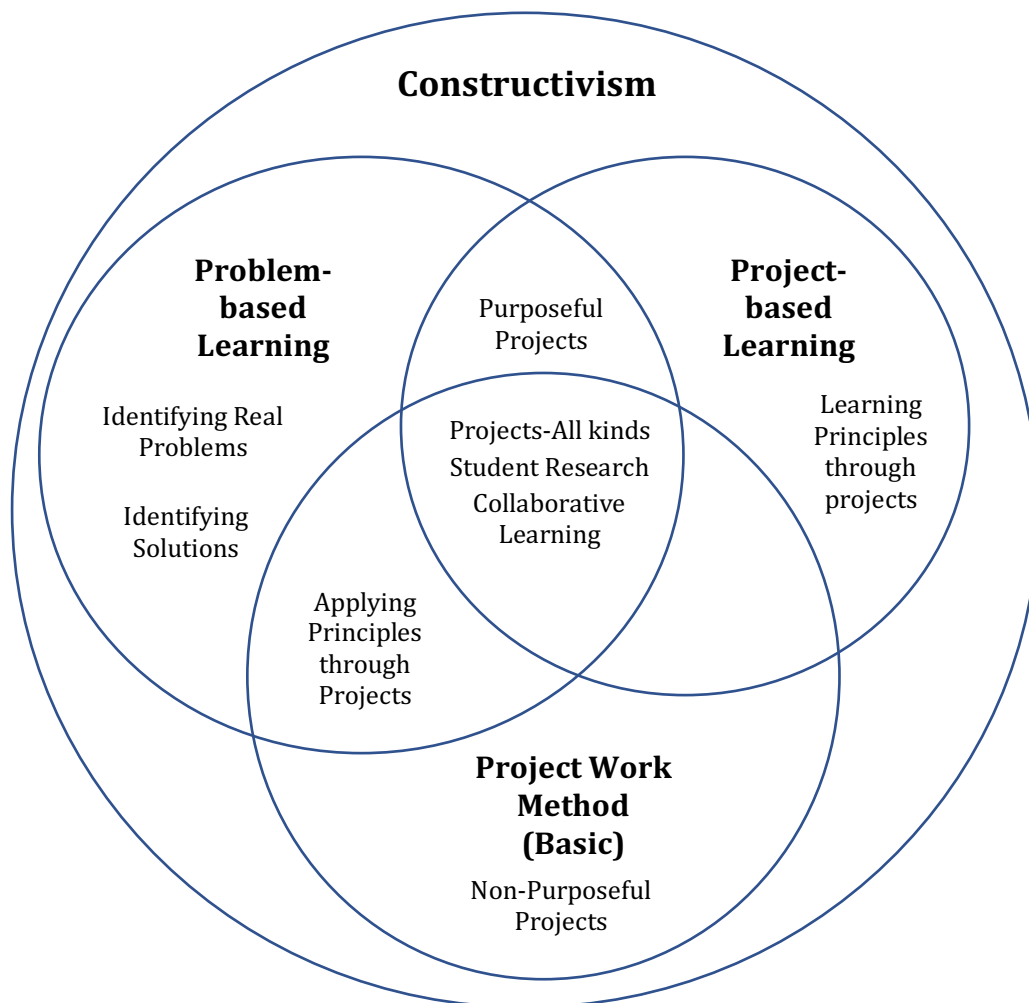 Constructivism
Problem-
based
Learning
Purposeful
Projects
Project-
based
Learning
Identifying Real
Problems
Identifying
Solutions
Projects-All kinds
Student Research
Collaborative
Learning
Learning
Principles
through
projects
Applying
Principles
through
Projects
Project Work
Method
(Basic)
Non-Purposeful
Projects